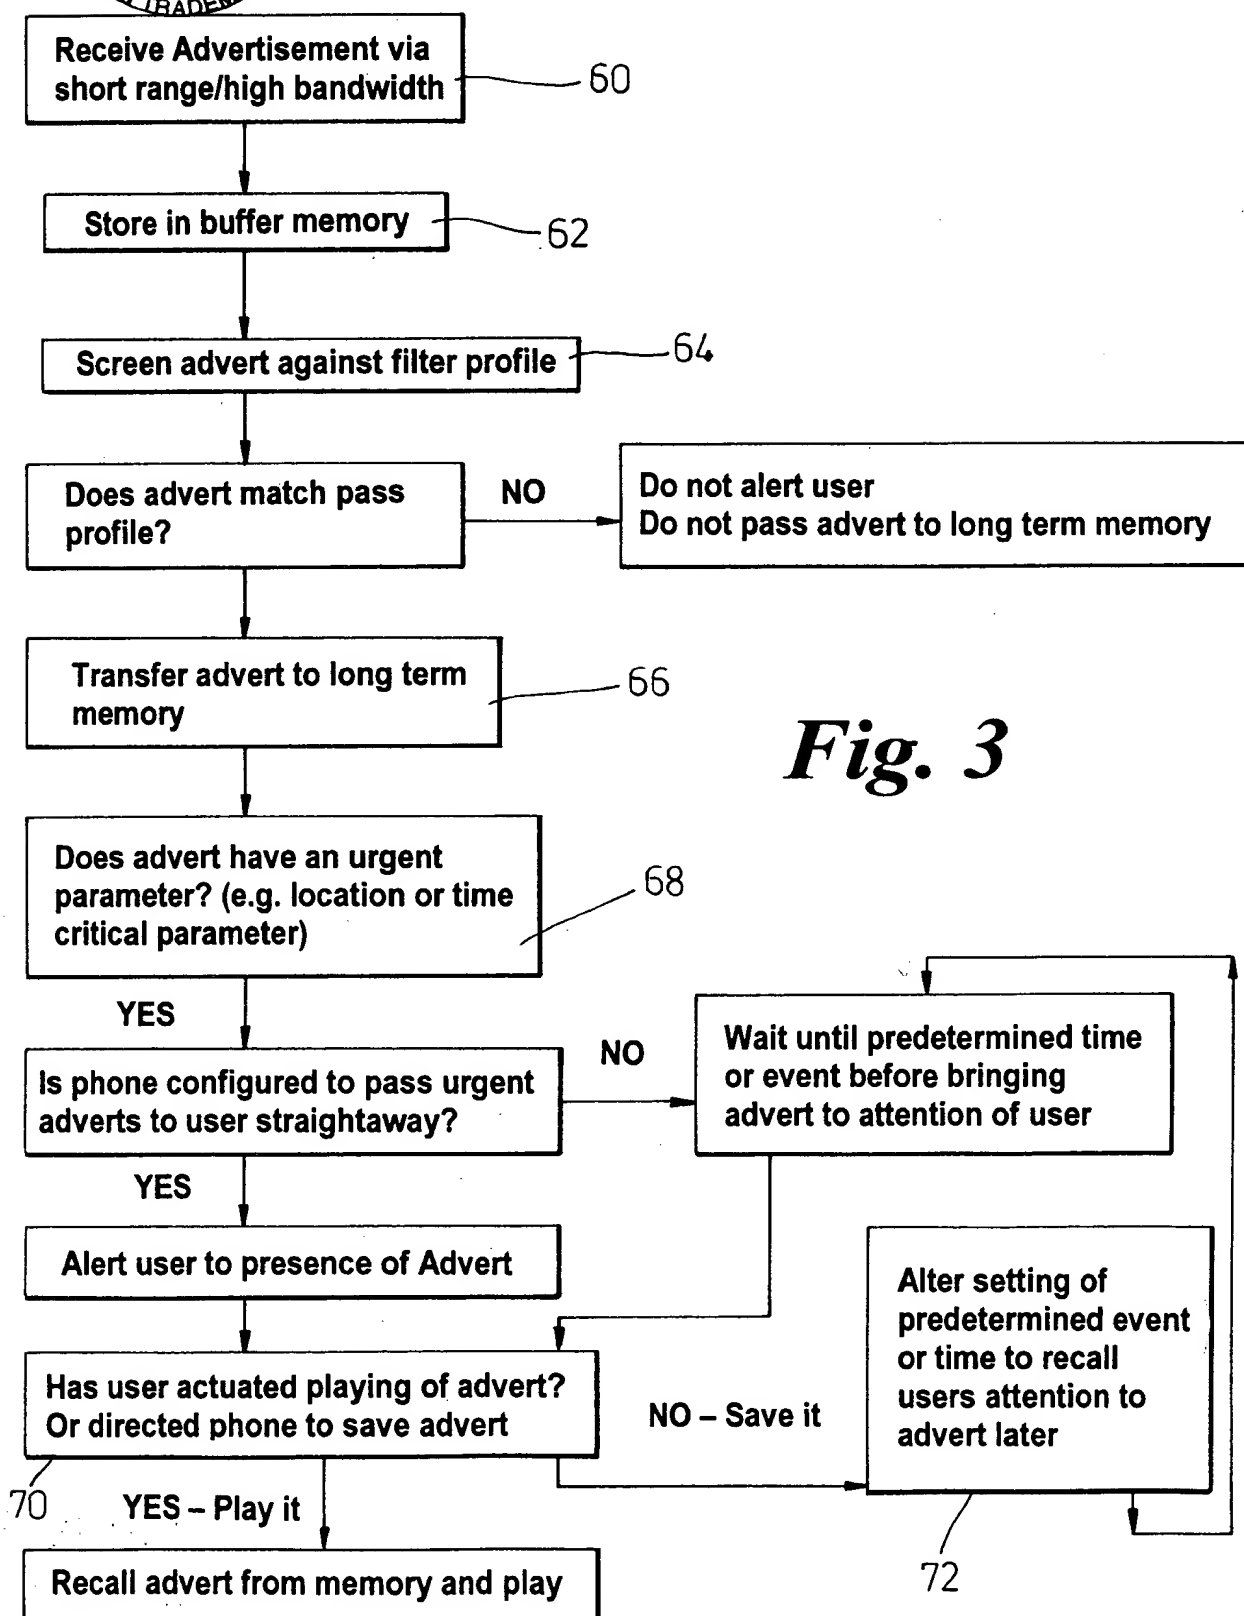 TRADEM
Receive Advertisement via
short range/high bandwidth
60
Store in buffer memory
62
Screen advert against filter profile
64
Does advert match pass
profile?
NO
Do not alert user
Do not pass advert to long term memory
Transfer advert to long term
memory
66
Fig. 3
Does advert have an urgent
parameter? (e.g. location or time
critical parameter)
68
YES
Is phone configured to pass urgent
adverts to user straightaway?
NO
Wait until predetermined time
or event before bringing
advert to attention of user
YES
Alert user to presence of Advert
Has user actuated playing of advert?
Or directed phone to save advert
70
NO – Save it
Alter setting of
predetermined event
or time to recall
users attention to
advert later
72
YES – Play it
Recall advert from memory and play